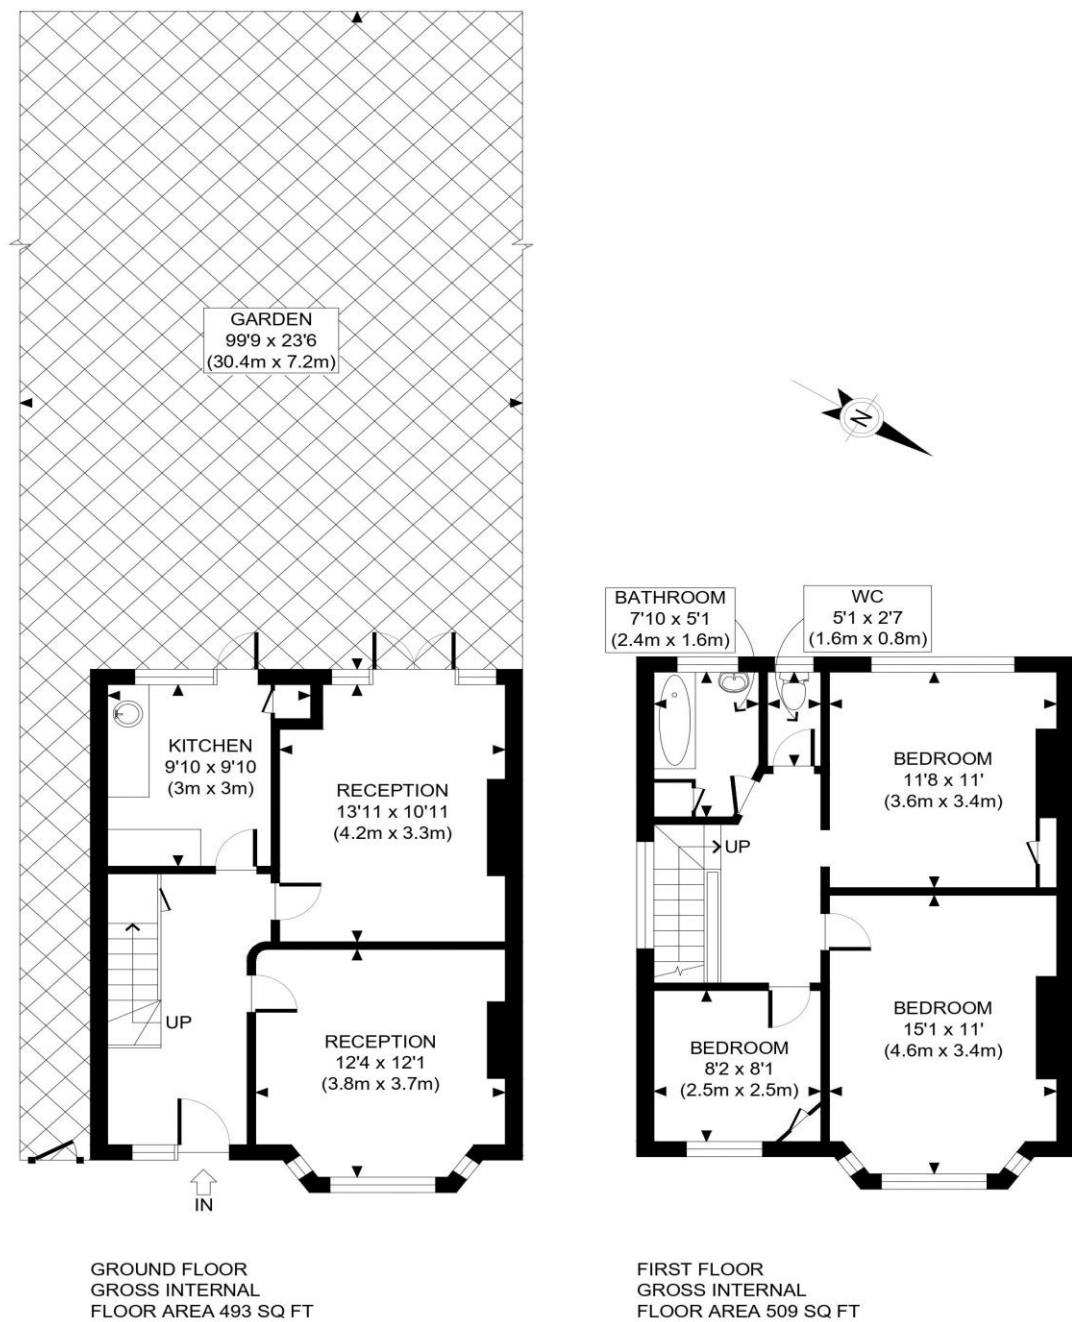 GARDEN
99'9 x 23'6
(30.4m x 7.2m)
N
BATHROOM
7'10 x 5'1
(2.4m x 1.6m)
WC
5'1 x 2'7
(1.6m x 0.8m)
KITCHEN
9'10 x 9'10
(3m x 3m)
RECEPTION
13'11 x 10'11
(4.2m x 3.3m)
BEDROOM
11'8 x 11'
(3.6m x 3.4m)
UP
UP
RECEPTION
12'4 x 12'1
(3.8m x 3.7m)
BEDROOM
8'2 x 8'1
(2.5m x 2.5m)
BEDROOM
15'1 x 11'
(4.6m x 3.4m)
IN
GROUND FLOOR
GROSS INTERNAL
FLOOR AREA 493 SQ FT
FIRST FLOOR
GROSS INTERNAL
FLOOR AREA 509 SQ FT